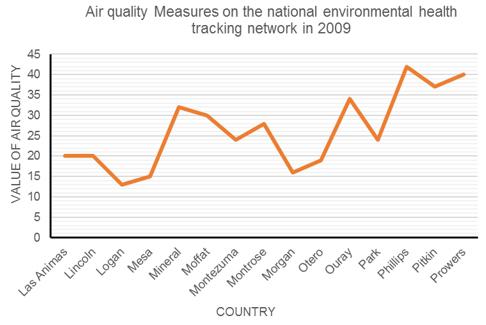 Air quality Measures on the national environmental health
tracking network in 2009
VALUE OF AIR QUALITY
45
40
35
30
25
20
15
10
5
0
Las Animas
Lincoln
Logan
Mesa
Mineral
Moffat
Montezuma
Montrose
Morgan
Otero
Ouray
Park
Phillips
Pitkin
Prowers
COUNTRY